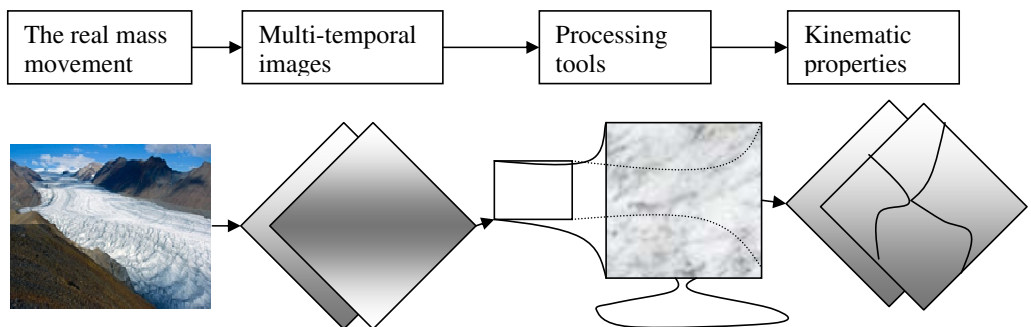 The real mass
movement
Multi-temporal
images
Processing
tools
Kinematic
properties